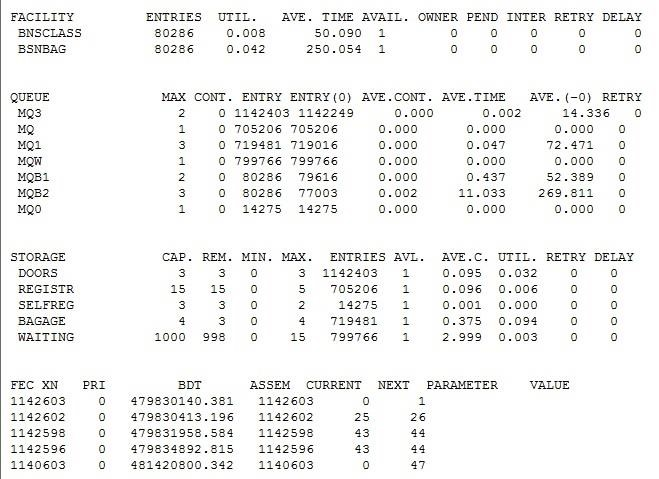 FACILITY ENTRIES UTIL. AVE. TIME AVAIL. OWNER PEND INTER RETRY DELAY
BNSCLASS 80286 0.008 50.090 1 0 0 0 0 0
BSNBAG 80286 0.042 250.054 1 0 0 0 0 0
QUEUE MAX CONT. ENTRY ENTRY(0) AVE.CONT. AVE.TIME AVE.(-0) RETRY
MQ3 2 0 1142403 1142249 0.000 0.002 14.336 0
MQ 1 0 705206 705206 0.000 0.000 0.000 0
MQ1 3 0 719481 719016 0.000 0.047 72.471 0
MQW 1 0 799766 799766 0.000 0.000 0.000 0
MQB1 2 0 80286 79616 0.000 0.437 52.389 0
MQB2 3 0 80286 77003 0.002 11.033 269.811 0
MQ0 1 0 14275 14275 0.000 0.000 0.000 0
STORAGE CAP. REM. MIN. MAX. ENTRIES AVL. AVE.C. UTIL. RETRY DELAY
DOORS 3 3 0 3 1142403 1 0.095 0.032 0 0
REGISTR 15 15 0 5 705206 1 0.096 0.006 0 0
SELFREG 3 3 0 2 14275 1 0.001 0.000 0 0
BAGAGE 4 3 0 4 719481 1 0.375 0.094 0 0
WAITING 1000 998 0 15 799766 1 2.999 0.003 0 0
FEC XN PRI BDT ASSEM CURRENT NEXT PARAMETER VALUE
1142603 0 479830140.381 1142603 0 1
1142602 0 479830413.196 1142602 25 26
1142598 0 479831958.584 1142598 43 44
1142596 0 479834892.815 1142596 43 44
1140603 0 481420800.342 1140603 0 47